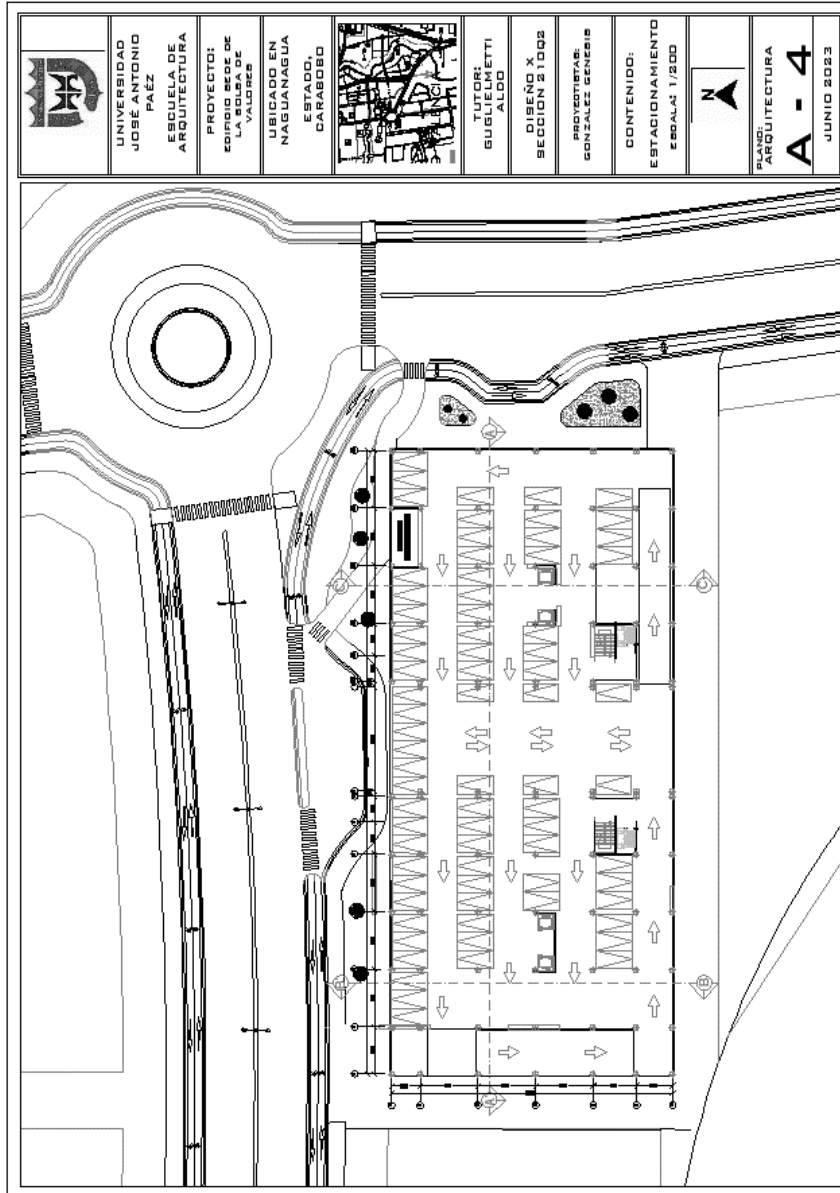 UNIVERSIDAD
JOSÉ ANTONIO
PAÉZ
ESCUELA DE
ARQUITECTURA
PROYECTO:
EDIFICIO SEDE DE
LA BOLSA DE
VALORES
UBICADO EN
NAGUANAGUA
ESTADO,
CARABOBO
TUTOR:
GUGLIELMETTI
ALDO
DISEÑO X
SECCION 210Q2
PROYECTISTAS:
GONZALEZ GENESIS
CONTENIDO:
ESTACIONAMIENTO
ESCALA: 1/200
N
PLANO:
ARQUITECTURA
A - 4
JUNIO 2023
A
C
C
B
B
A